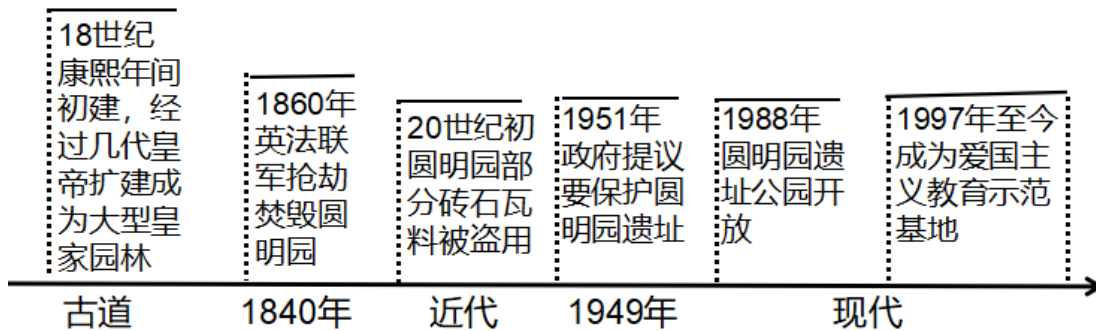 18世纪
康熙年间
初建，经
过几代皇
帝扩建成
为大型皇
家园林
1860年
英法联
军抢劫
焚毁圆
明园
20世纪初
圆明园部
分砖石瓦
料被盗用
1951年
政府提议
要保护圆
明园遗址
1988年
圆明园遗
址公园开
放
1997年至今
成为爱国主
义教育示范
基地
古道
1840年
近代
1949年
现代